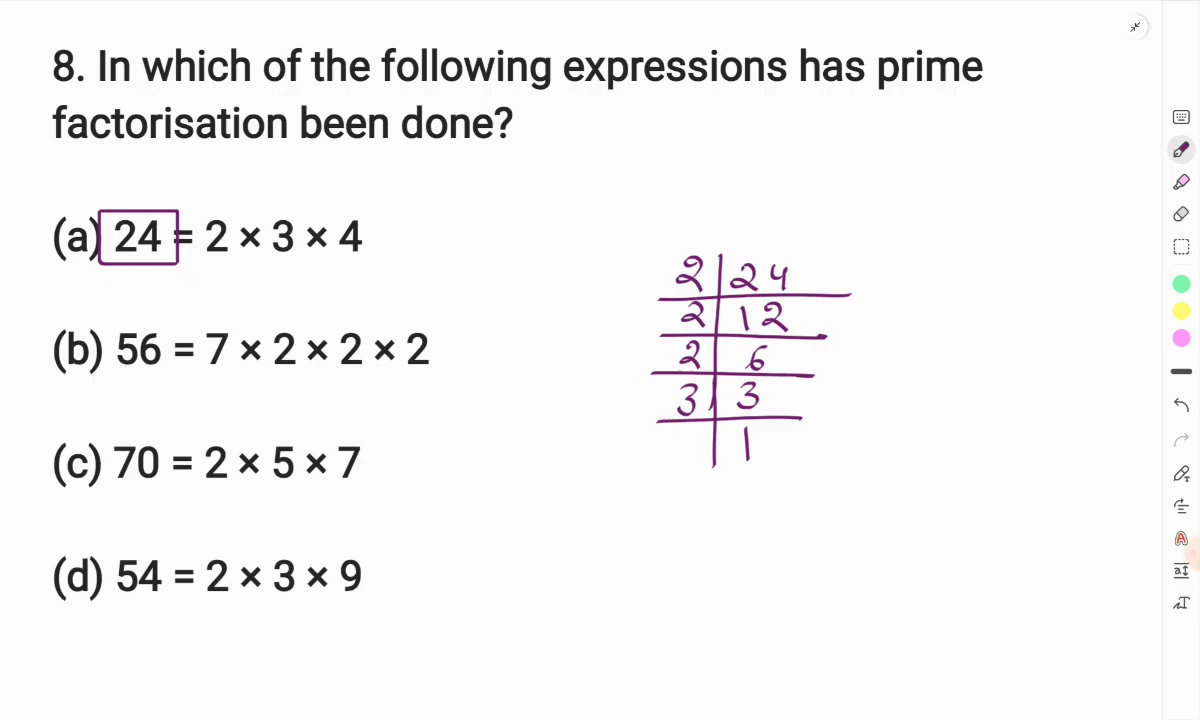 8. In which of the following expressions has prime
factorisation been done?
(a) 24 = 2 × 3 × 4
(b) 56 = 7 × 2 × 2 × 2
(c) 70 = 2 × 5 × 7
(d) 54 = 2 × 3 × 9
2 | 24
2 | 12
2 | 6
3 | 3
| 1